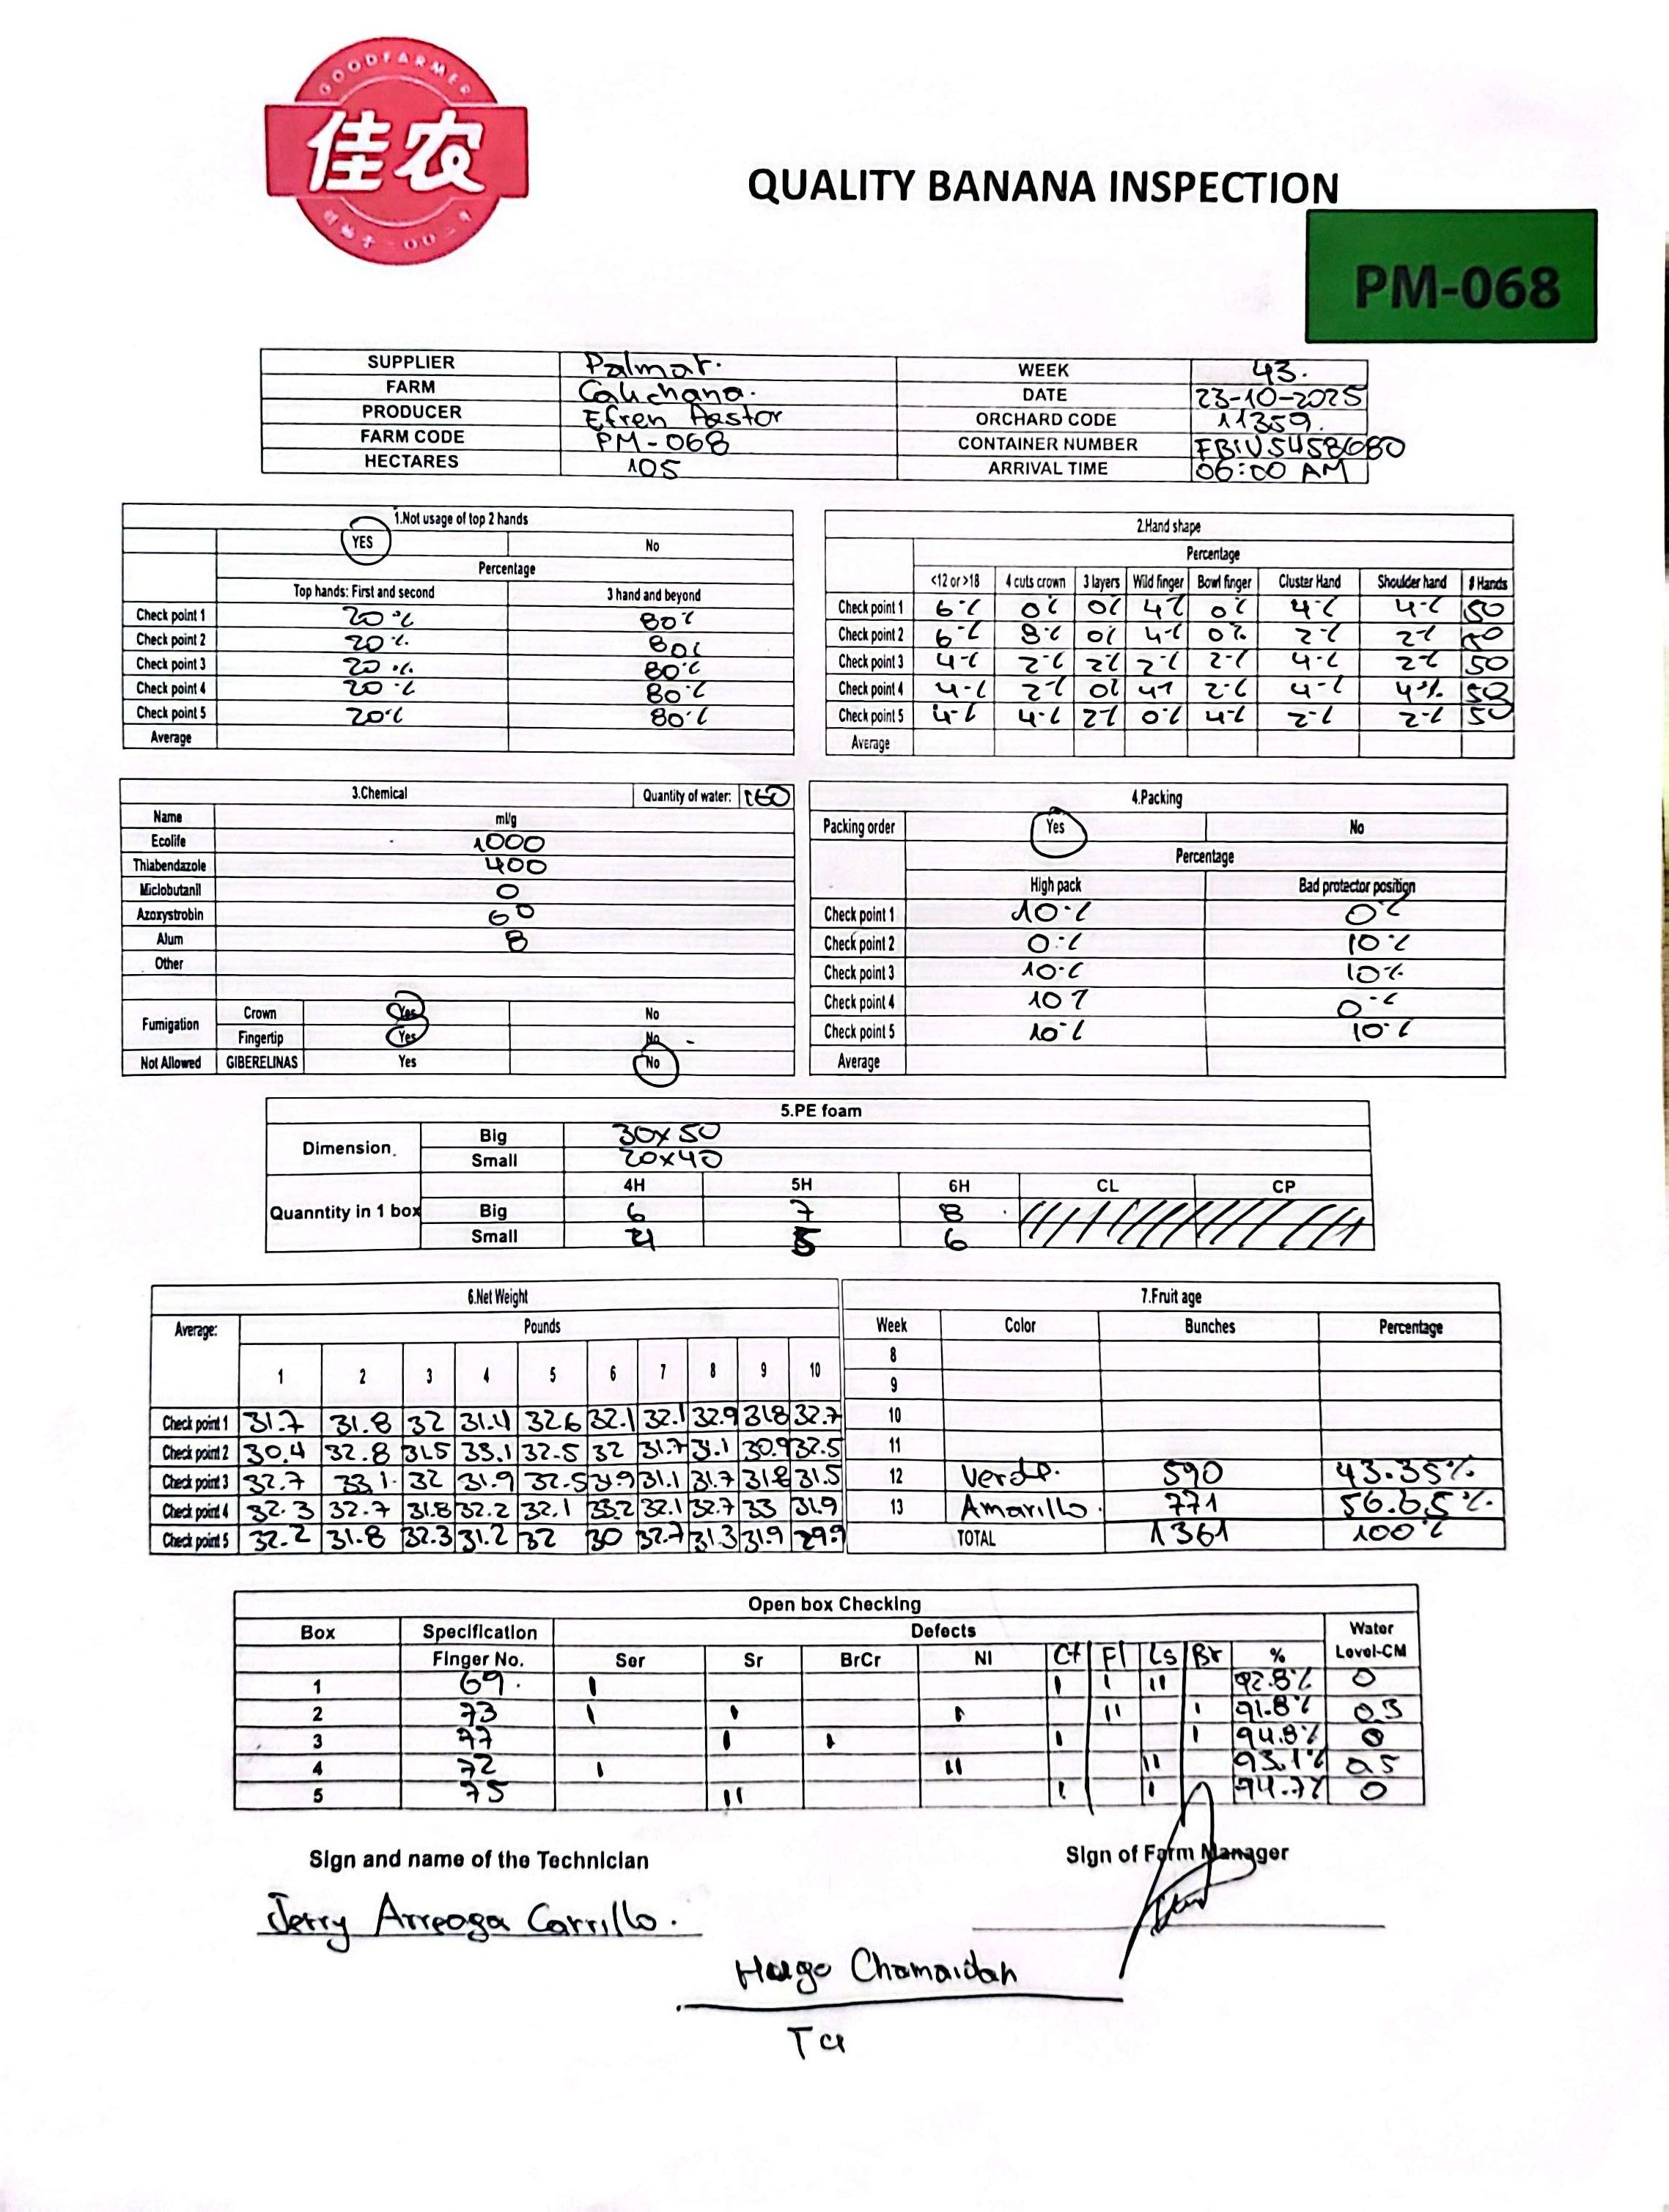 GOODFARMER
佳农
QUALITY BANANA INSPECTION
PM-068
SUPPLIER Palmar. WEEK 43.
FARM DATE 23-10-2025
PRODUCER Efren Pastor ORCHARD CODE 11359.
FARM CODE PM-068 CONTAINER NUMBER
HECTARES 105 ARRIVAL TIME 06:00 AM
1.Not usage of top 2 hands
YES No
Percentage
Top hands: First and second 3 hand and beyond
Check point 1 20% 80%
Check point 2 20% 80%
Check point 3 20% 80%
Check point 4 20% 80%
Check point 5 20% 80%
Average
2.Hand shape
Percentage
<12 or >18 4 cuts crown 3 layers Wild finger Bowl finger Cluster Hand Shoulder hand # Hands
Check point 1 6% 0% 0% 4% 0% 4% 4% 50
Check point 2 6% 8% 0% 4% 0% 2% 2% 50
Check point 3 4% 2% 2% 2% 2% 4% 2% 50
Check point 4 4% 2% 0% 4% 2% 4% 4% 50
Check point 5 4% 4% 2% 0% 4% 2% 2% 50
Average
3.Chemical Quantity of water: 160
Name ml/g
Ecolife 1000
Thiabendazole 400
Miclobutanil 0
Azoxystrobin 60
Alum 8
Other
Fumigation Crown Yes No
Fingertip Yes No
Not Allowed GIBERELINAS Yes No
4.Packing
Packing order Yes No
Percentage
High pack Bad protector position
Check point 1 10% 0%
Check point 2 0% 10%
Check point 3 10% 10%
Check point 4 10% 0%
Check point 5 10% 10%
Average
5.PE foam
Dimension. Big 30x50
Small 20x40
4H 5H 6H CL CP
Quanntity in 1 box Big 6 7 8
Small 4 5 6
6.Net Weight
Average: Pounds
1 2 3 4 5 6 7 8 9 10
Check point 1 31.7 31.8 32 31.4 32.6 32.1 32.1 32.9 31.8 32.7
Check point 2 30.4 32.8 31.5 33.1 32.5 32 31.7 31.1 30.9 32.5
Check point 3 32.7 33.1 32 31.9 32.5 31.9 31.1 31.7 31.8 31.5
Check point 4 32.3 32.7 31.8 32.2 32.1 33.2 32.1 32.7 33 31.9
Check point 5 32.2 31.8 32.3 31.2 32 30 32.7 31.3 31.9 29.9
7.Fruit age
Week Color Bunches Percentage
8
9
10
11
12 Verde. 590 43.35%
13 Amarillo. 771 56.65%
TOTAL 1361 100%
Open box Checking
Box Specification Defects Water
Finger No. Ser Sr BrCr NI Ct Fl Ls Br % Level-CM
1 69. I I I II 92.8% 0
2 73 I I I II I 91.8% 0.5
3 77 I I I I 94.8% 0
4 72 I II II 93.1% 0.5
5 75 II I I 94.7% 0
Sign and name of the Technician Sign of Farm Manager
Jerry Arreaga Carrillo.
Hugo Chamaidan